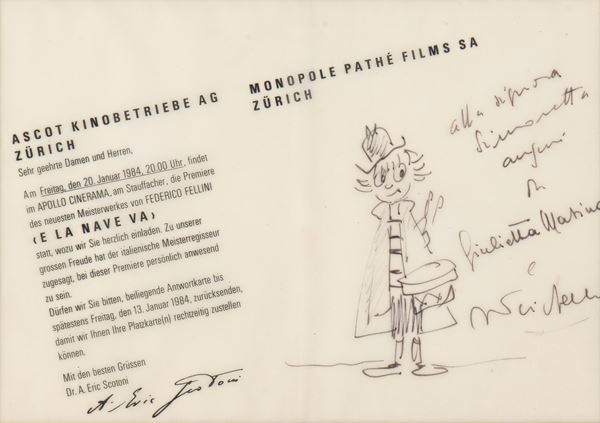 ASCOT KINOBETRIEBE AG
ZÜRICH
Sehr geehrte Damen und Herren,
Am Freitag, den 20. Januar 1984, 20.00 Uhr, findet
im APOLLO CINERAMA, am Stauffacher, die Premiere
des neuesten Meisterwerkes von FEDERICO FELLINI
‹E LA NAVE VA›
statt, wozu wir Sie herzlich einladen. Zu unserer
grossen Freude hat der italienische Meisterregisseur
zugesagt, bei dieser Premiere persönlich anwesend
zu sein.
Dürfen wir Sie bitten, beiliegende Antwortkarte bis
spätestens Freitag, den 13. Januar 1984, zurücksenden,
damit wir Ihnen Ihre Platzkarte(n) rechtzeitig zustellen
können.
Mit den besten Grüssen
Dr. A. Eric Scotoni
A. Eric Scotoni
MONOPOLE PATHÉ FILMS SA
ZÜRICH
alla signora
Simonetta
auguri
di
Giulietta Masina
e